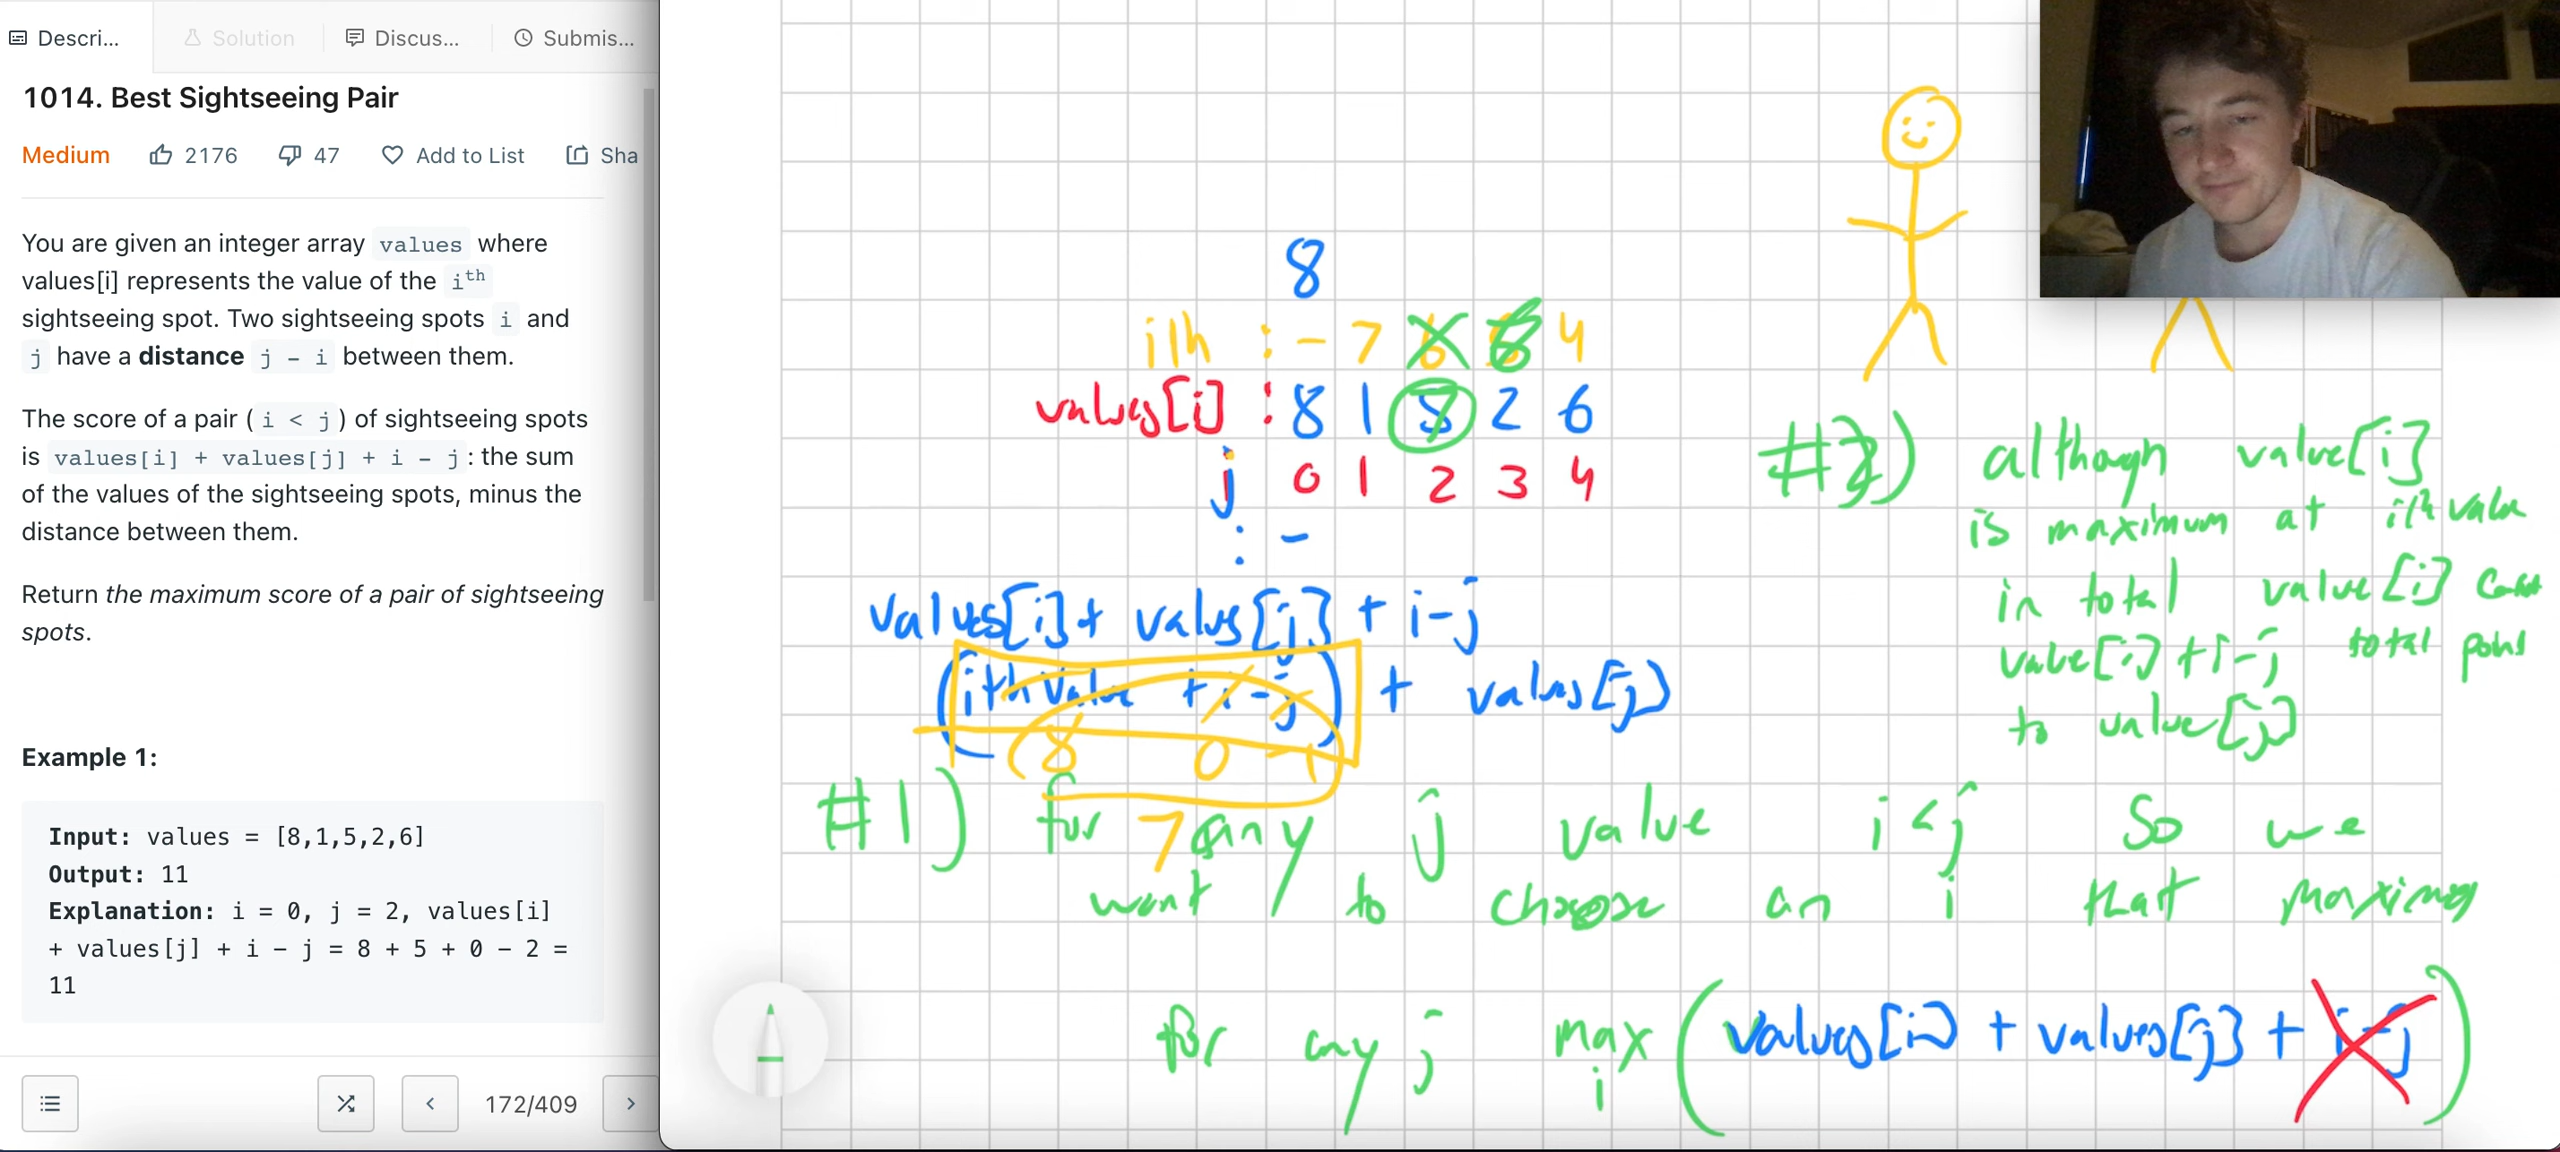 Descri...
Solution
Discus...
Submis...
1014. Best Sightseeing Pair
Medium 2176 47 Add to List Sha
You are given an integer array values where
values[i] represents the value of the ith
sightseeing spot. Two sightseeing spots i and
j have a distance j - i between them.
The score of a pair (i < j) of sightseeing spots
is values[i] + values[j] + i - j: the sum
of the values of the sightseeing spots, minus the
distance between them.
Return the maximum score of a pair of sightseeing
spots.
Example 1:
Input: values = [8,1,5,2,6]
Output: 11
Explanation: i = 0, j = 2, values[i]
+ values[j] + i - j = 8 + 5 + 0 - 2 =
11
172/409
8
ith : - 7 6 4
values[i] : 8 1 2 6
j 0 1 2 3 4
: -
values[i] + values[j] + i-j
(ith value + i-j) + values[j]
(8 0 -1
7
#1) for any j value i < j so we
want to choose an i that
for any j max i (values[i] + values[j] + i-j)
although value[i]
is maximum at ith
in total value[i]
value[i] + i-j total
to value[j]